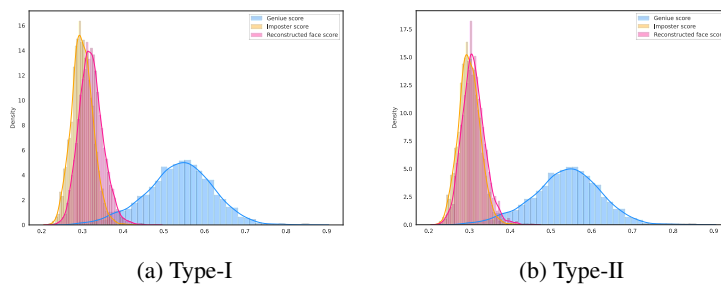 Geniue score
Imposter score
Reconstructed face score
Density
16
14
12
10
8
6
4
2
0
0.2 0.3 0.4 0.5 0.6 0.7 0.8 0.9
(a) Type-I
Geniue score
Imposter score
Reconstructed face score
Density
17.5
15.0
12.5
10.0
7.5
5.0
2.5
0.0
0.2 0.3 0.4 0.5 0.6 0.7 0.8 0.9
(b) Type-II